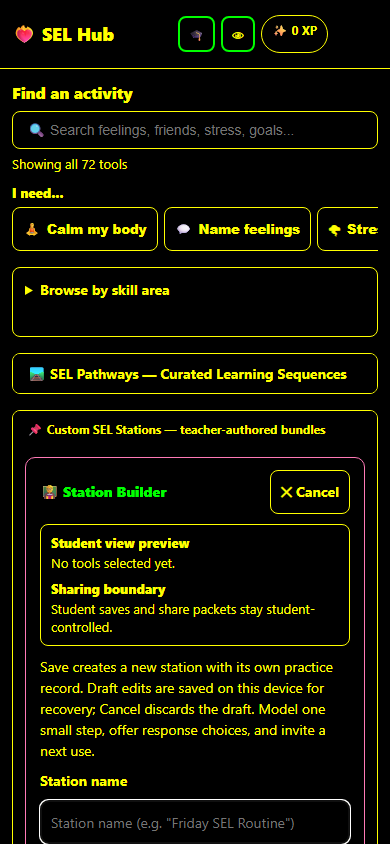 SEL Hub
0 XP
Find an activity
Search feelings, friends, stress, goals...
Showing all 72 tools
I need...
Calm my body
Name feelings
Stres
Browse by skill area
SEL Pathways — Curated Learning Sequences
Custom SEL Stations — teacher-authored bundles
Station Builder
Cancel
Student view preview
No tools selected yet.
Sharing boundary
Student saves and share packets stay student-
controlled.
Save creates a new station with its own practice
record. Draft edits are saved on this device for
recovery; Cancel discards the draft. Model one
small step, offer response choices, and invite a
next use.
Station name
Station name (e.g. "Friday SEL Routine")